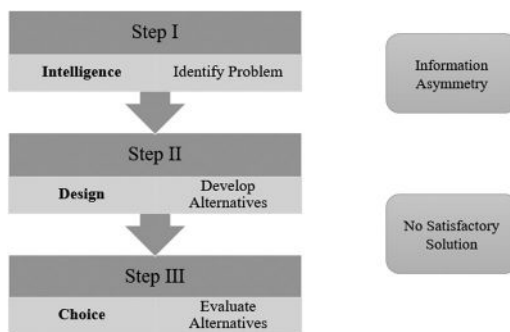 Step I
Intelligence Identify Problem
Information
Asymmetry
Step II
Design Develop
Alternatives
No Satisfactory
Solution
Step III
Choice Evaluate
Alternatives